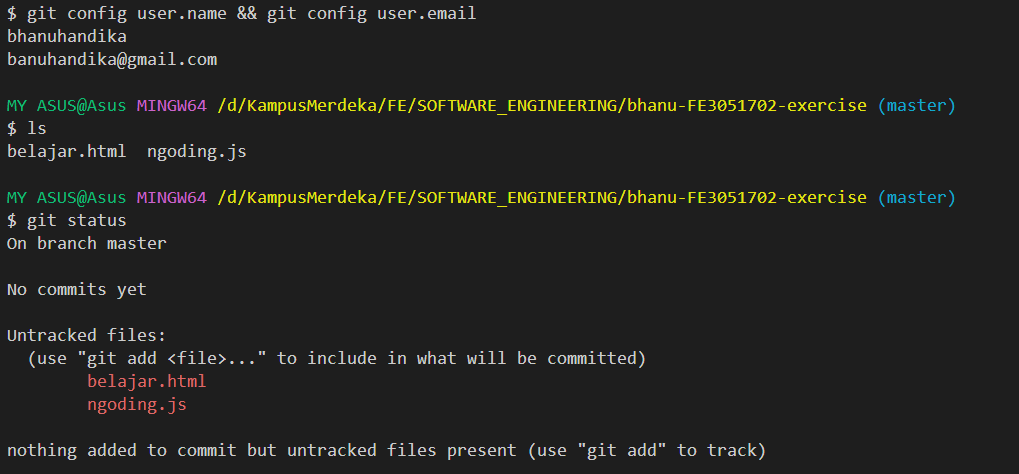 $ git config user.name && git config user.email
bhanuhandika
banuhandika@gmail.com
MY ASUS@Asus MINGW64 /d/KampusMerdeka/FE/SOFTWARE_ENGINEERING/bhanu-FE3051702-exercise (master)
$ ls
belajar.html  ngoding.js
MY ASUS@Asus MINGW64 /d/KampusMerdeka/FE/SOFTWARE_ENGINEERING/bhanu-FE3051702-exercise (master)
$ git status
On branch master
No commits yet
Untracked files:
  (use "git add <file>..." to include in what will be committed)
        belajar.html
        ngoding.js
nothing added to commit but untracked files present (use "git add" to track)